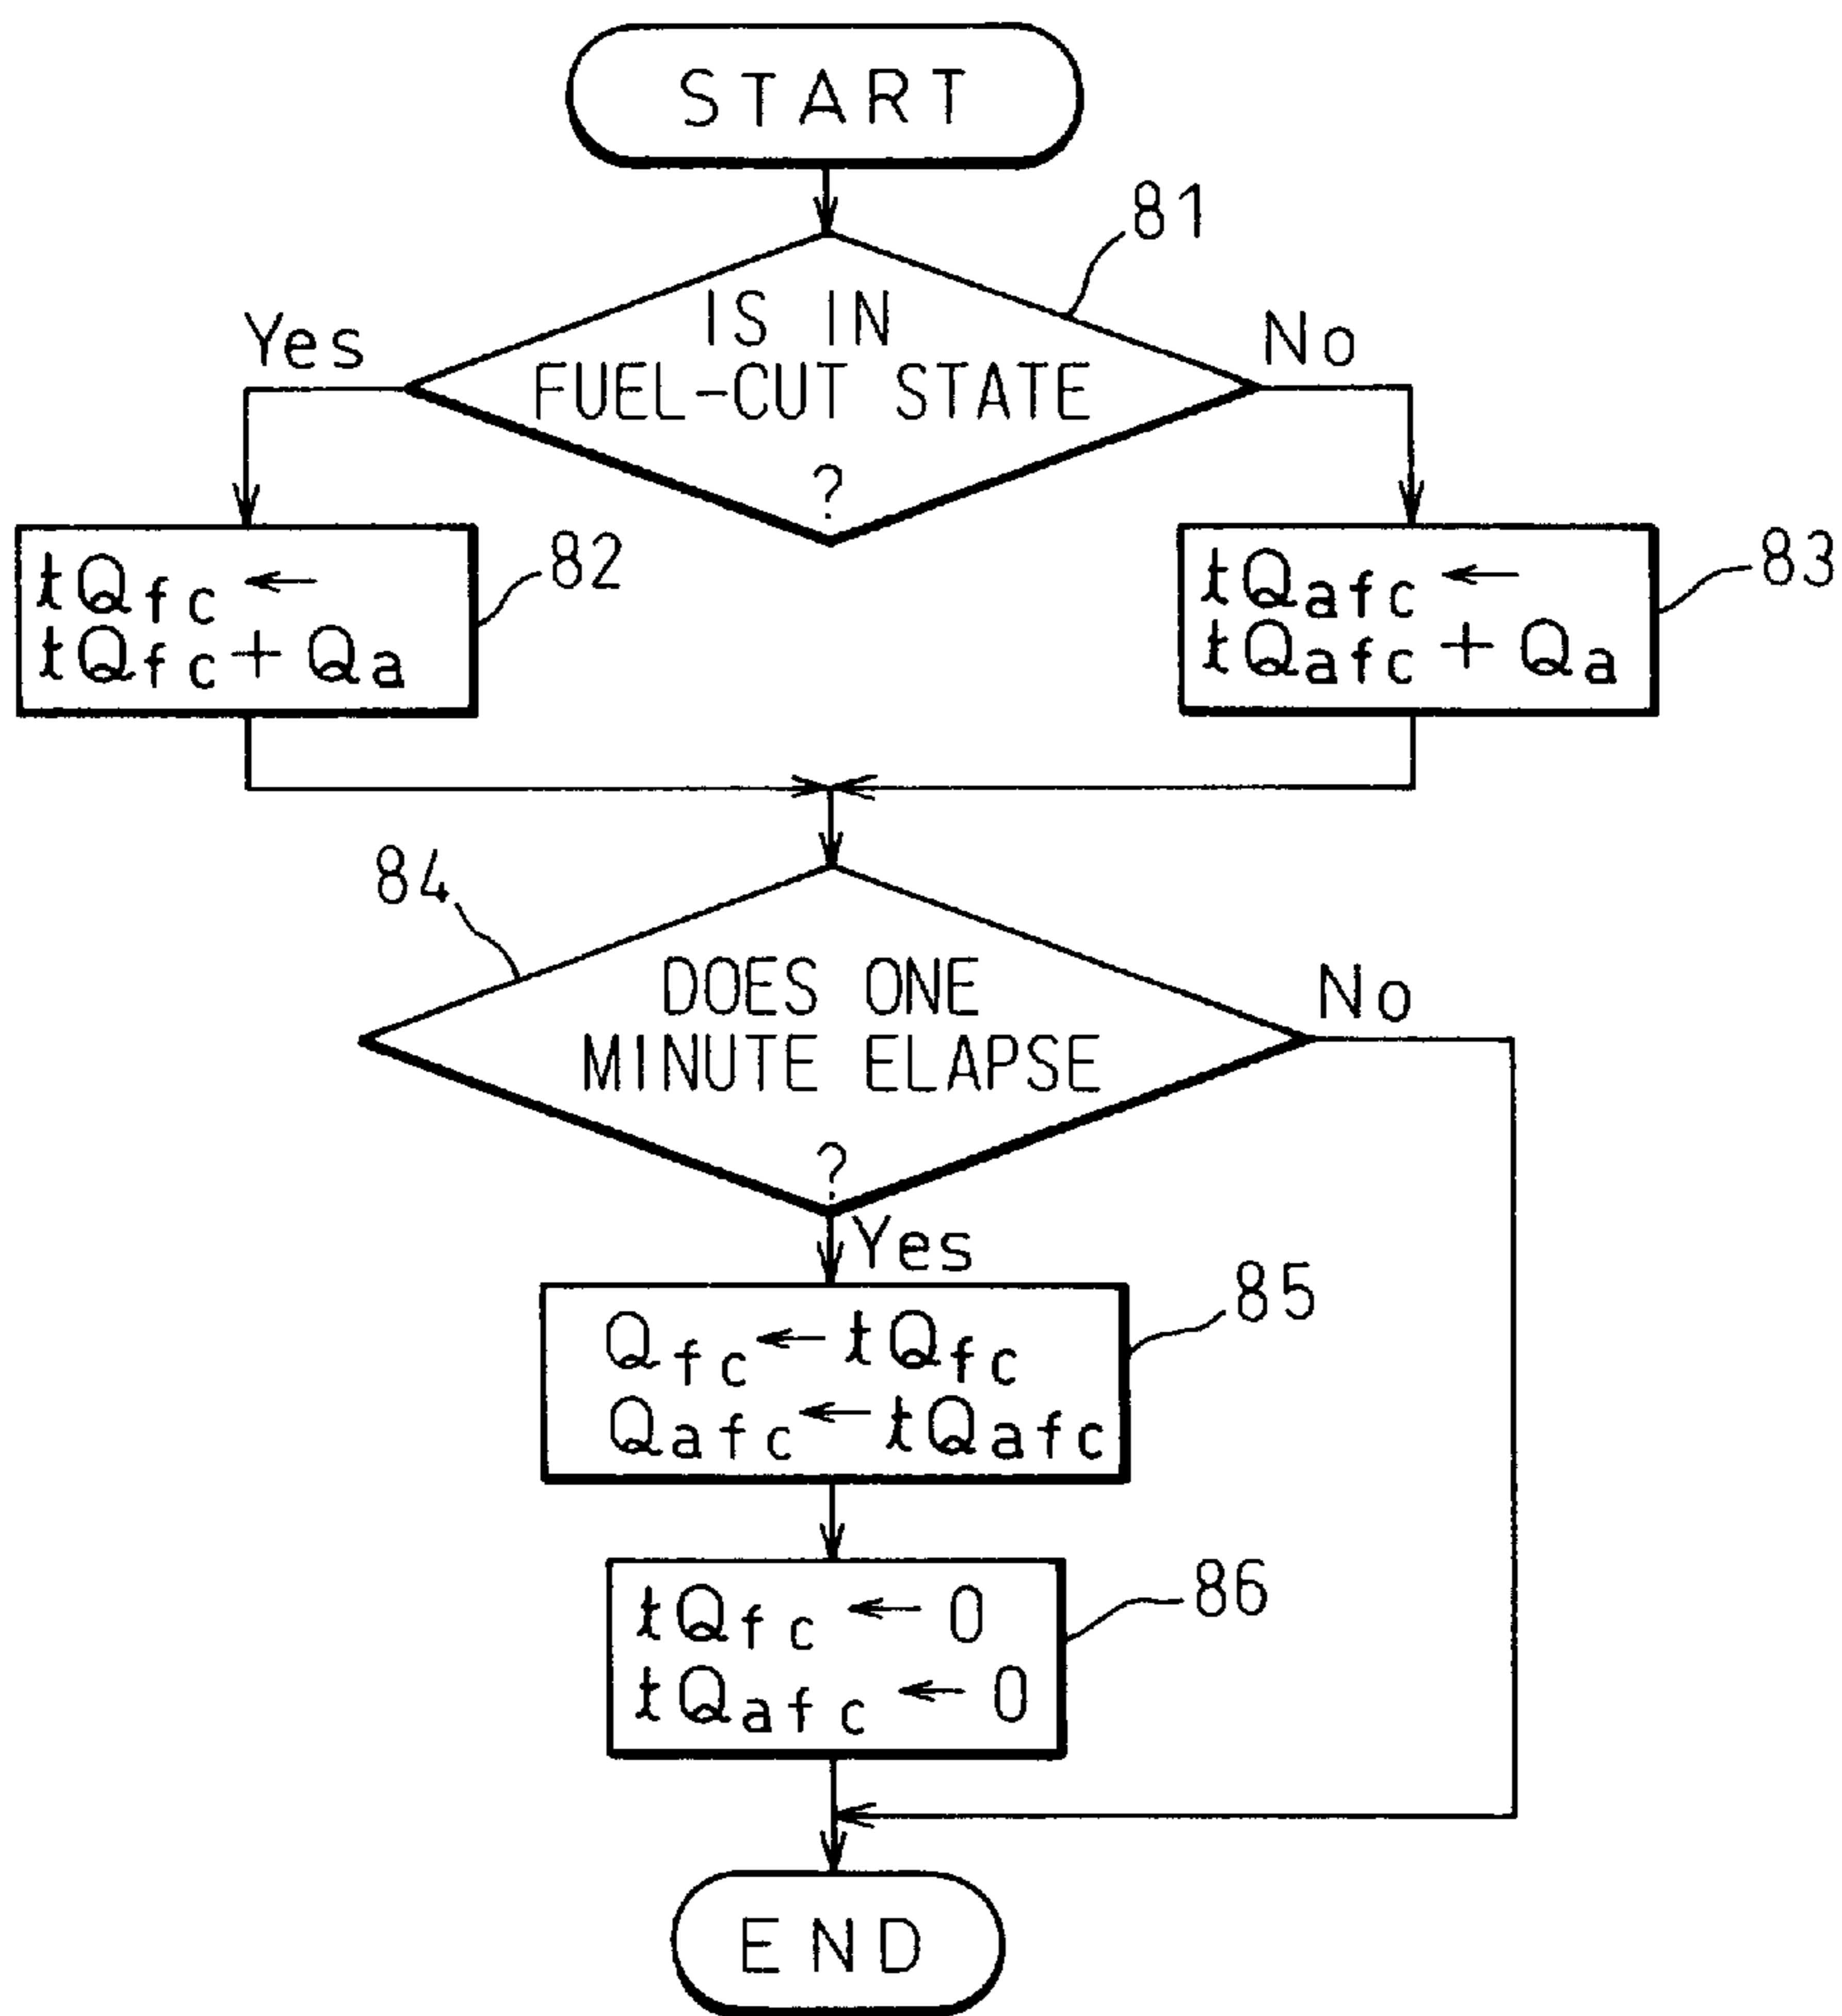 START
81
IS IN
FUEL-CUT STATE
?
Yes
No
tQfc ←
tQfc + Qa
82
tQafc ←
tQafc + Qa
83
84
DOES ONE
MINUTE ELAPSE
?
No
Yes
85
Qfc ← tQfc
Qafc ← tQafc
86
tQfc ← 0
tQafc ← 0
END